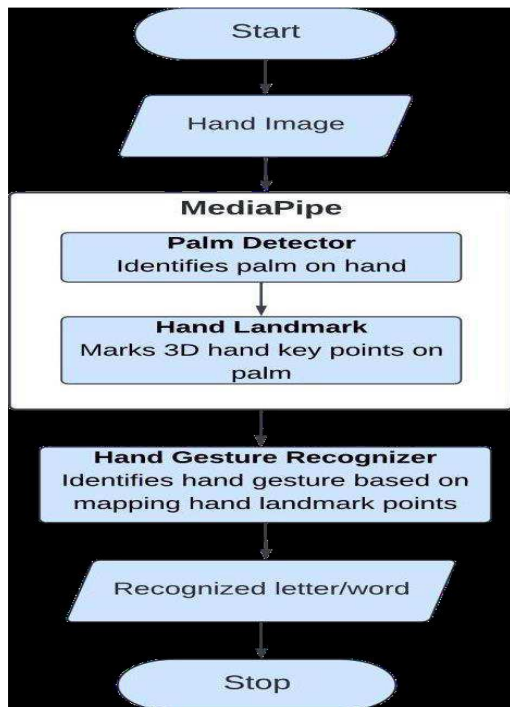 Start
Hand Image
MediaPipe
Palm Detector
Identifies palm on hand
Hand Landmark
Marks 3D hand key points on
palm
Hand Gesture Recognizer
Identifies hand gesture based on
mapping hand landmark points
Recognized letter/word
Stop